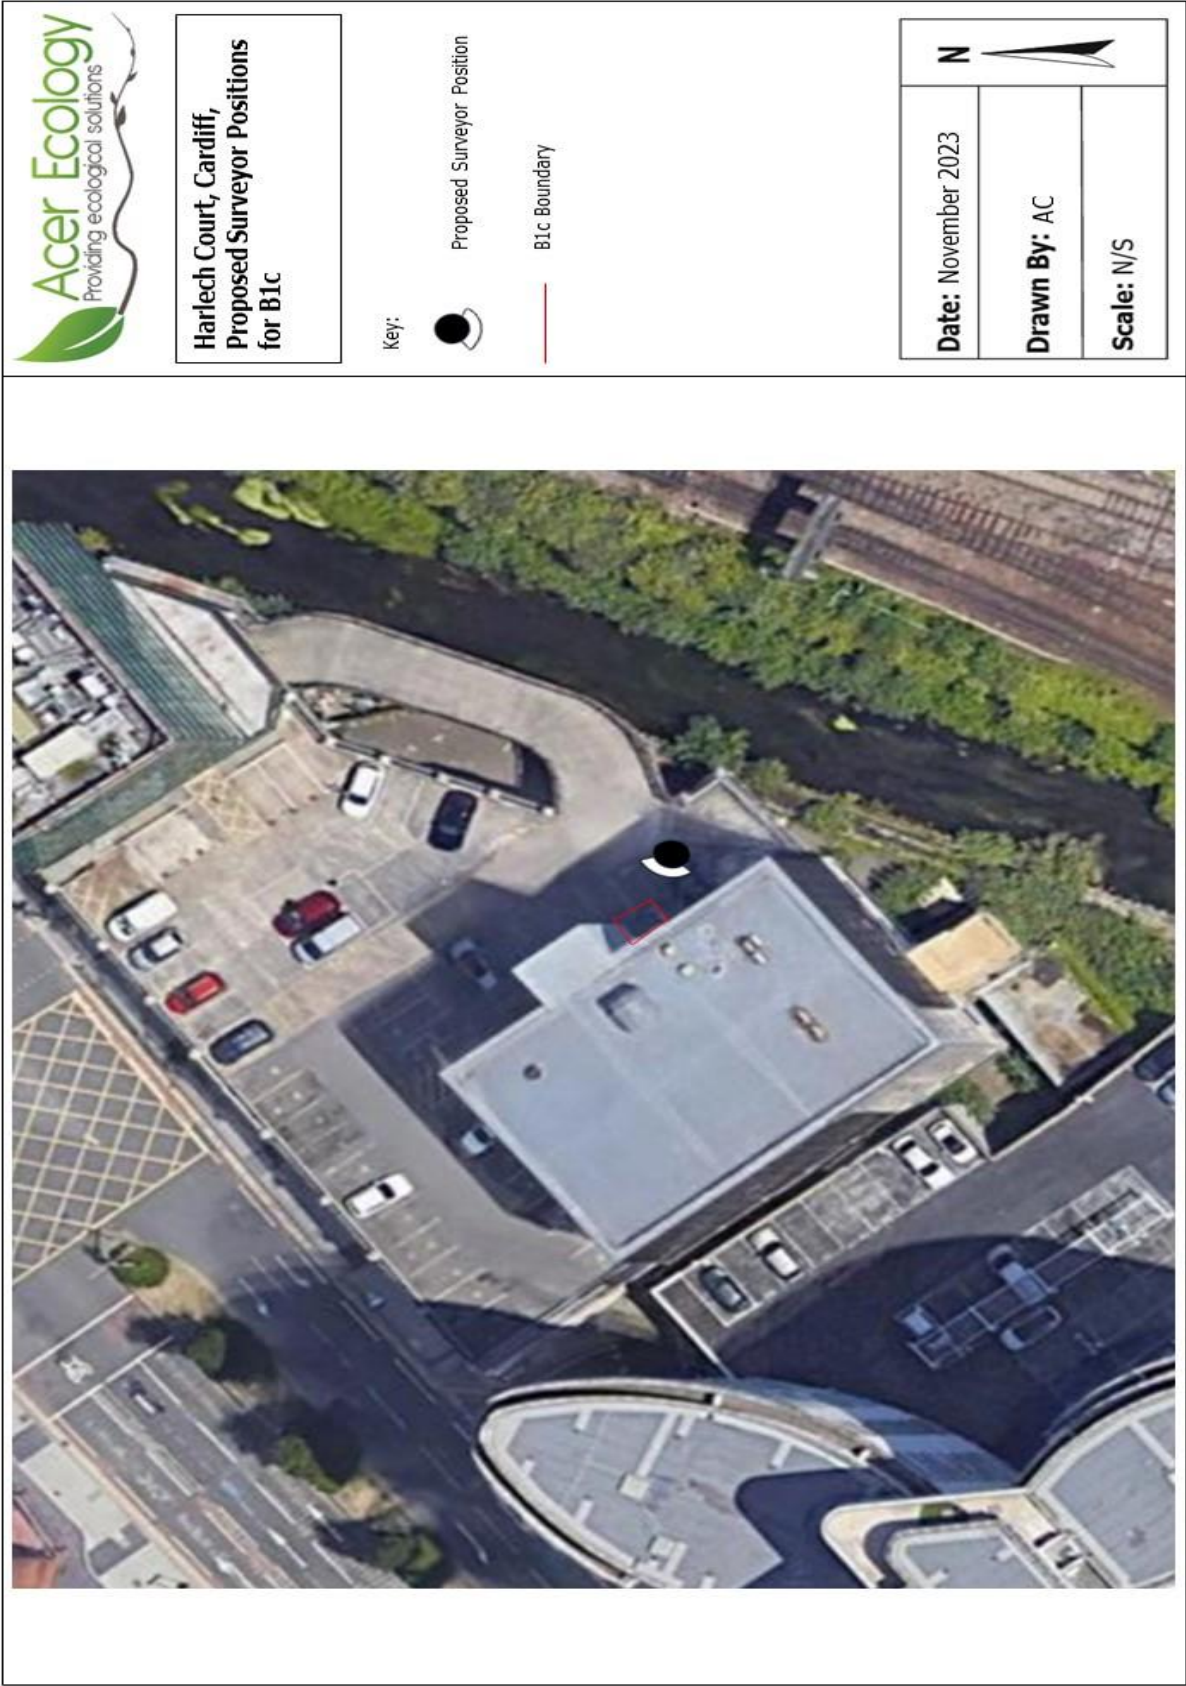 Acer Ecology
Providing ecological solutions
Harlech Court, Cardiff,
Proposed Surveyor Positions
for B1c
Key:
Proposed Surveyor Position
B1c Boundary
Date: November 2023
Drawn By: AC
Scale: N/S
N